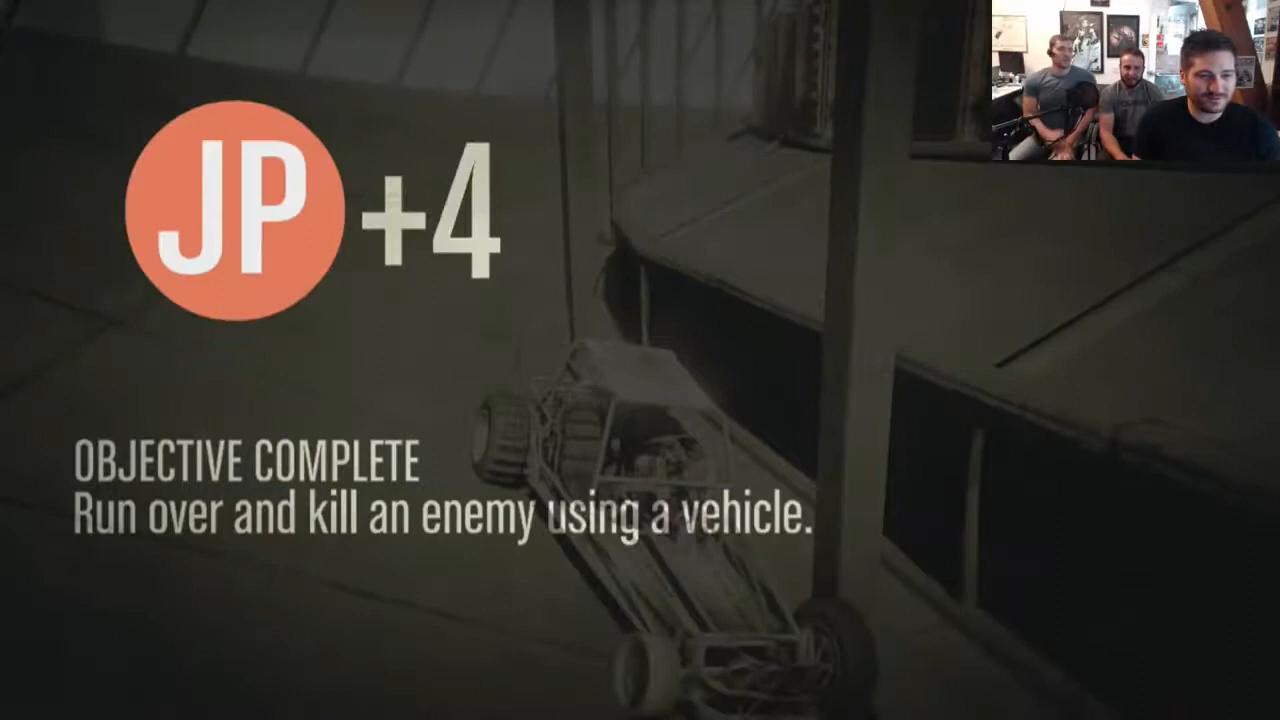 JP +4
OBJECTIVE COMPLETE
Run over and kill an enemy using a vehicle.